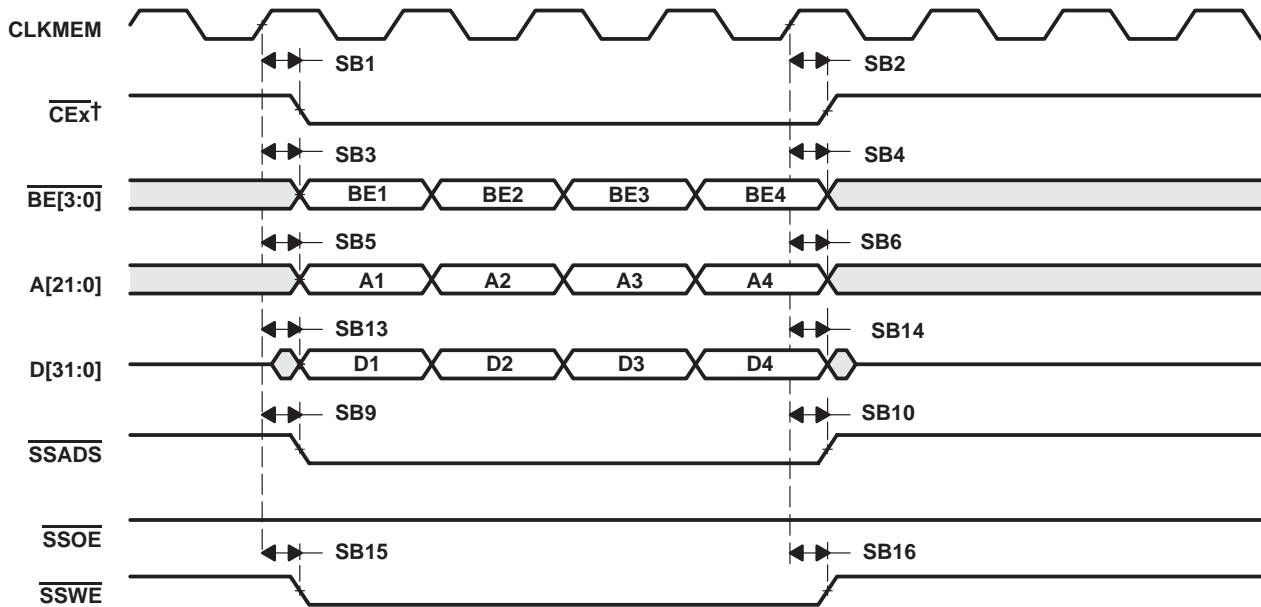 CLKMEM
SB1 SB2
CEx†
SB3 SB4
BE[3:0] BE1 BE2 BE3 BE4
SB5 SB6
A[21:0] A1 A2 A3 A4
SB13 SB14
D[31:0] D1 D2 D3 D4
SB9 SB10
SSADS
SSOE
SB15 SB16
SSWE